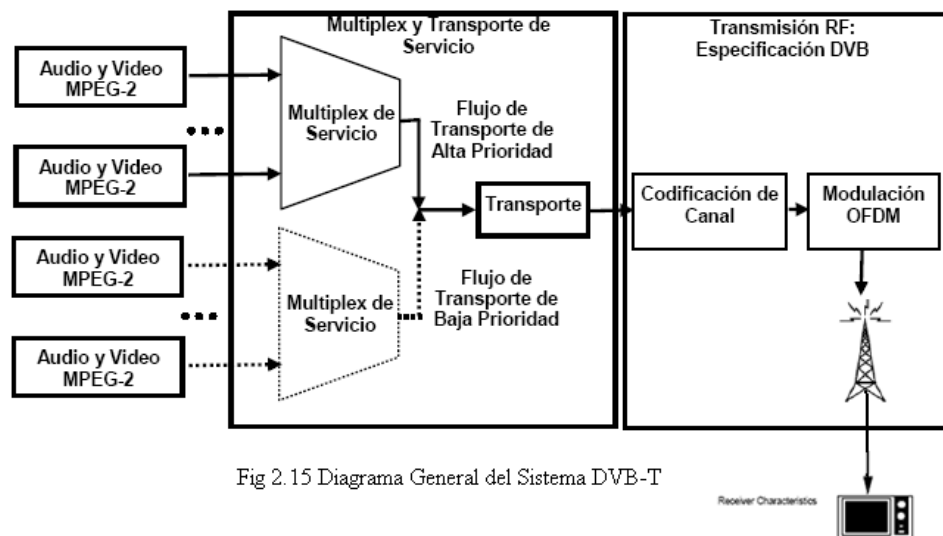 Multiplex y Transporte de
Servicio
Transmisión RF:
Especificación DVB
Audio y Video
MPEG-2
Audio y Video
MPEG-2
Audio y Video
MPEG-2
Audio y Video
MPEG-2
Multiplex de
Servicio
Multiplex de
Servicio
Flujo de
Transporte de
Alta Prioridad
Flujo de
Transporte de
Baja Prioridad
Transporte
Codificación de
Canal
Modulación
OFDM
Fig 2.15 Diagrama General del Sistema DVB-T
Receiver Characteristics